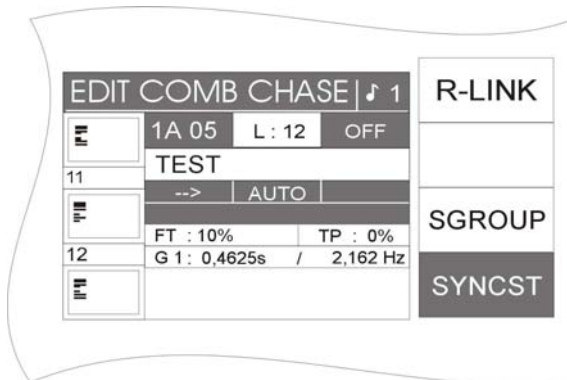 EDIT COMB CHASE | ♪ 1
1A 05 L : 12 OFF
TEST
11
--> AUTO
FT : 10% TP : 0%
12
G 1 : 0,4625s / 2,162 Hz
R-LINK
SGROUP
SYNCST